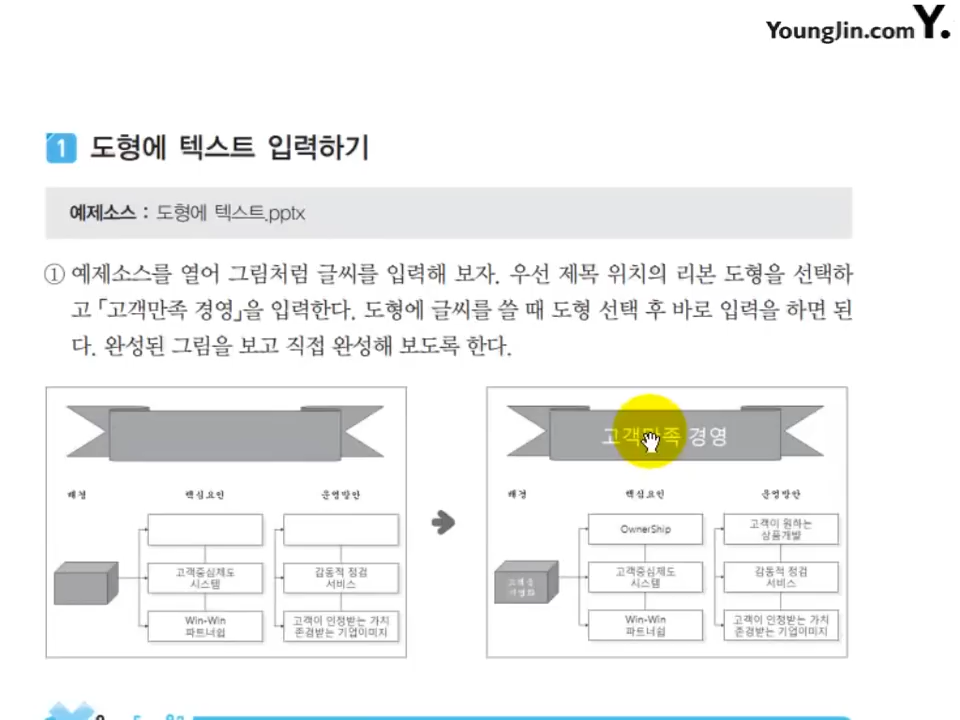 YoungJin.com Y.
1 도형에 텍스트 입력하기
예제소스 : 도형에 텍스트.pptx
① 예제소스를 열어 그림처럼 글씨를 입력해 보자. 우선 제목 위치의 리본 도형을 선택하
고 「고객만족 경영」을 입력한다. 도형에 글씨를 쓸 때 도형 선택 후 바로 입력을 하면 된
다. 완성된 그림을 보고 직접 완성해 보도록 한다.
배경 핵심요인 운영방안
고객중심제도
시스템
감동적 점검
서비스
Win-Win
파트너쉽
고객이 인정받는 가치
존경받는 기업이미지
고객만족 경영
배경 핵심요인 운영방안
OwnerShip
고객이 원하는
상품개발
고객중심제도
시스템
감동적 점검
서비스
Win-Win
파트너쉽
고객이 인정받는 가치
존경받는 기업이미지